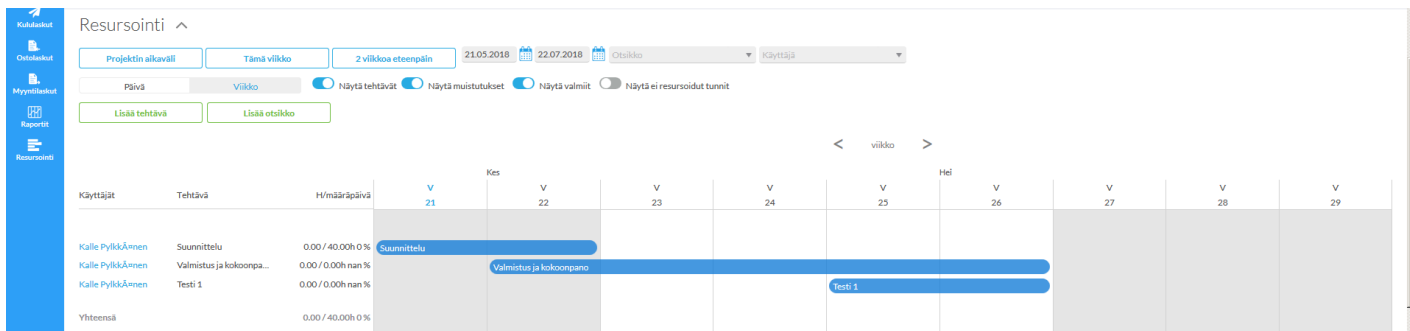 Kululaskut
Ostolaskut
Myyntilaskut
Raportit
Resursointi
Resursointi
Projektin aikaväli Tämä viikko 2 viikkoa eteenpäin 21.05.2018 22.07.2018 Otsikko Käyttäjä
Päivä Viikko Näytä tehtävät Näytä muistutukset Näytä valmiit Näytä ei resursoidut tunnit
Lisää tehtävä Lisää otsikko
< viikko >
Kes Hei
Käyttäjät Tehtävä H/määräpäivä V V V V V V V V V
21 22 23 24 25 26 27 28 29
Kalle PylkkÃ¤nen Suunnittelu 0.00 / 40.00h 0 % Suunnittelu
Kalle PylkkÃ¤nen Valmistus ja kokoonpa... 0.00 / 0.00h nan % Valmistus ja kokoonpano
Kalle PylkkÃ¤nen Testi 1 0.00 / 0.00h nan % Testi 1
Yhteensä 0.00 / 40.00h 0 %